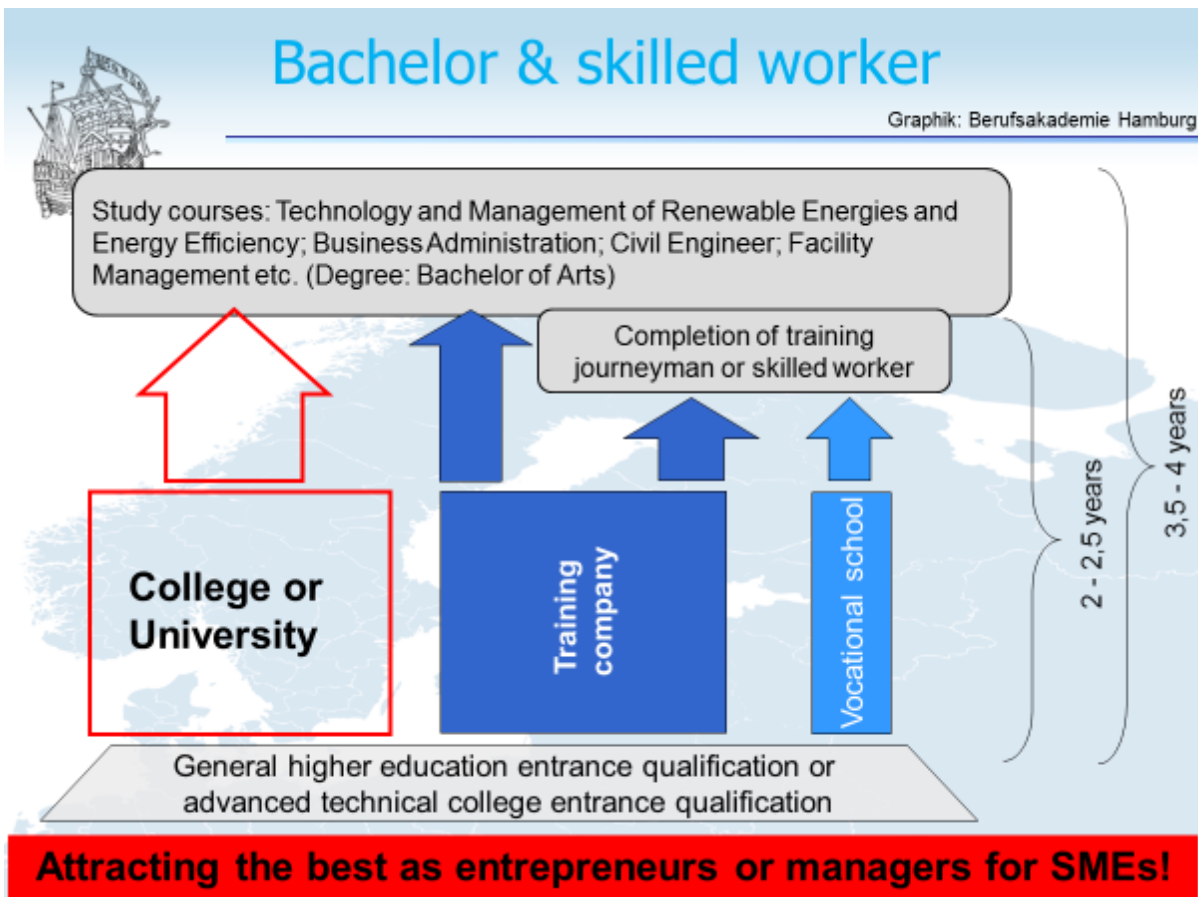 Bachelor & skilled worker
Graphik: Berufsakademie Hamburg
Study courses: Technology and Management of Renewable Energies and
Energy Efficiency; Business Administration; Civil Engineer; Facility
Management etc. (Degree: Bachelor of Arts)
Completion of training
journeyman or skilled worker
College or
University
Training
company
Vocational school
2 - 2,5 years
3,5 - 4 years
General higher education entrance qualification or
advanced technical college entrance qualification
Attracting the best as entrepreneurs or managers for SMEs!